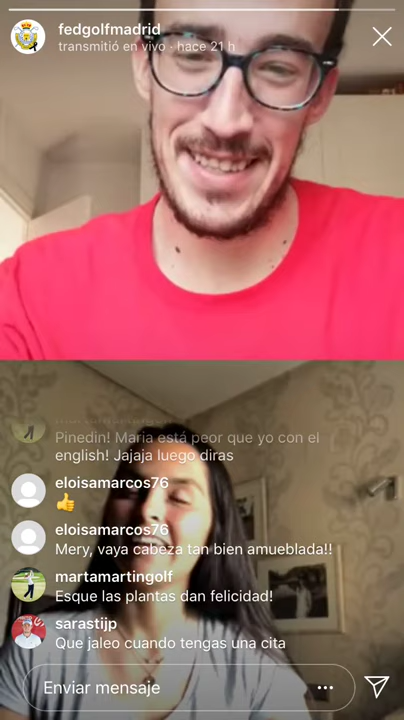 fedgolfmadrid
transmitió en vivo · hace 21 h
Pinedin! Maria está peor que yo con el
english! Jajaja luego diras
eloisamarcos76
👍
eloisamarcos76
Mery, vaya cabeza tan bien amueblada!!
martamartingolf
Esque las plantas dan felicidad!
sarastijp
Que jaleo cuando tengas una cita
Enviar mensaje